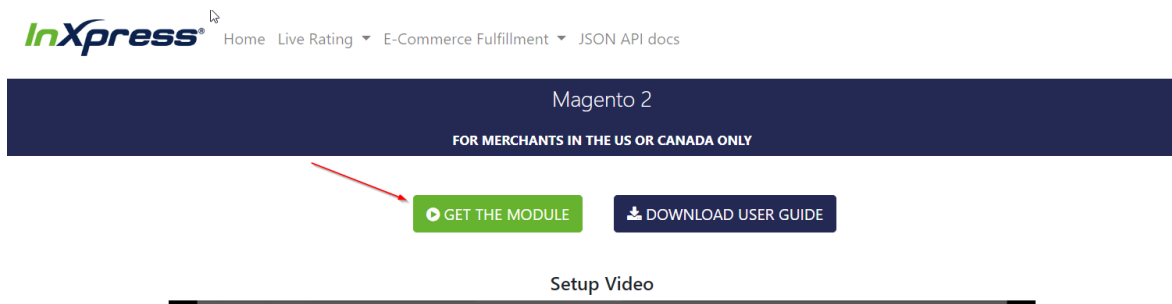 InXpress® Home Live Rating E-Commerce Fulfillment JSON API docs
Magento 2
FOR MERCHANTS IN THE US OR CANADA ONLY
GET THE MODULE DOWNLOAD USER GUIDE
Setup Video